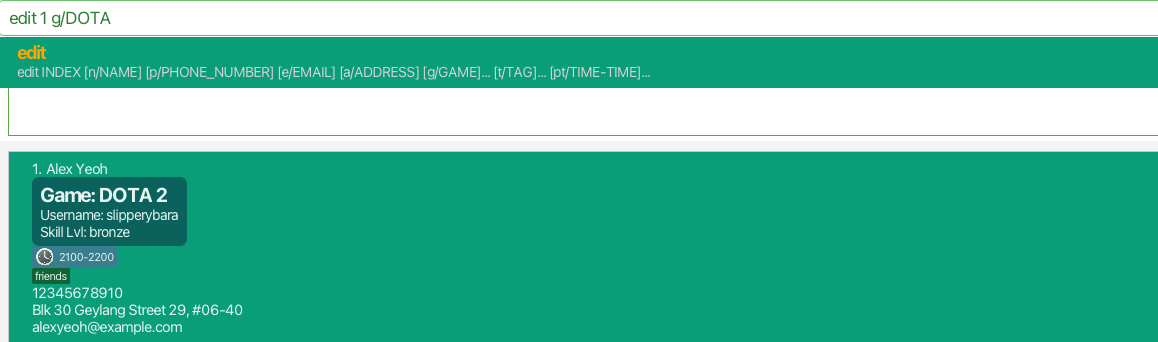 edit 1 g/DOTA
edit
edit INDEX [n/NAME] [p/PHONE_NUMBER] [e/EMAIL] [a/ADDRESS] [g/GAME]... [t/TAG]... [pt/TIME-TIME]...
1. Alex Yeoh
Game: DOTA 2
Username: slipperybara
Skill Lvl: bronze
2100-2200
friends
12345678910
Blk 30 Geylang Street 29, #06-40
alexyeoh@example.com